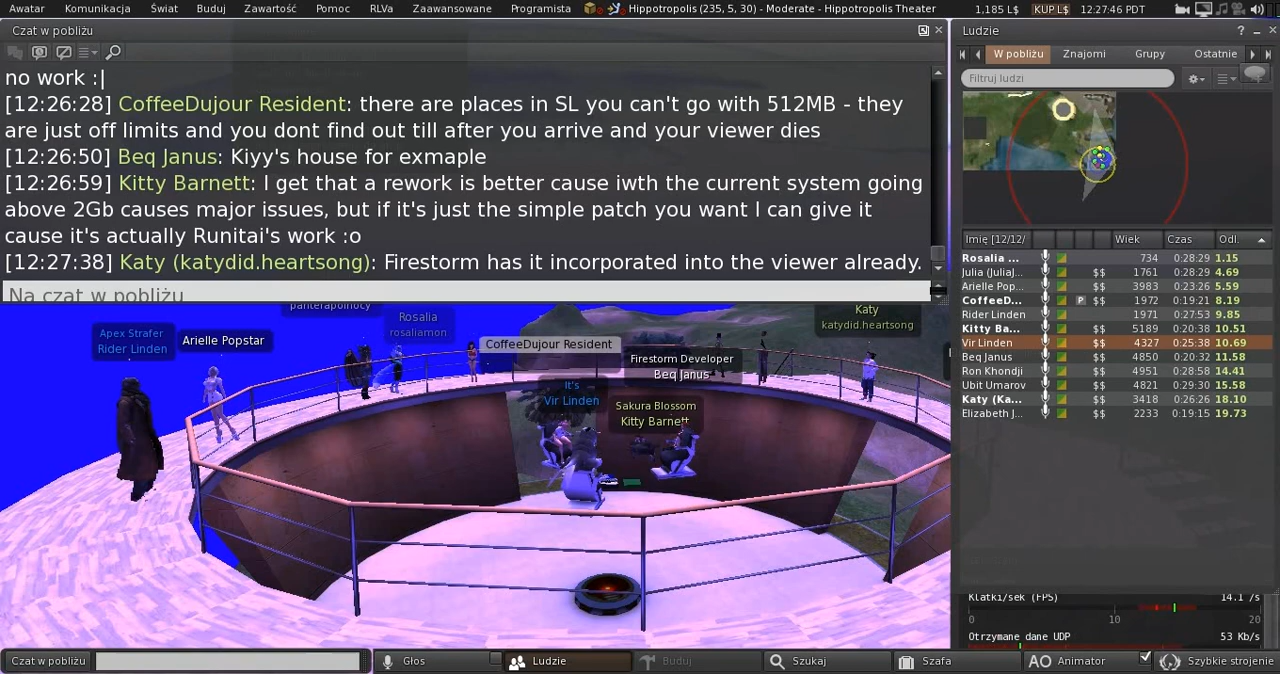 Awatar Komunikacja Świat Buduj Zawartość Pomoc RLVa Zaawansowane Programista Hippotropolis (235, 5, 30) - Moderate - Hippotropolis Theater 1,185 L$ KUP L$ 12:27:46 PDT
Czat w pobliżu
no work :|
[12:26:28] CoffeeDujour Resident: there are places in SL you can't go with 512MB - they
are just off limits and you dont find out till after you arrive and your viewer dies
[12:26:50] Beq Janus: Kiyy's house for exmaple
[12:26:59] Kitty Barnett: I get that a rework is better cause iwth the current system going
above 2Gb causes major issues, but if it's just the simple patch you want I can give it
cause it's actually Runitai's work :o
[12:27:38] Katy (katydid.heartsong): Firestorm has it incorporated into the viewer already.
Na czat w pobliżu
panterapolnocy
Rosalia
rosaliamon
Katy
katydid.heartsong
Apex Strafer
Rider Linden
Arielle Popstar
CoffeeDujour Resident
Firestorm Developer
Beq Janus
It's
Vir Linden
Sakura Blossom
Kitty Barnett
Ludzie
W pobliżu Znajomi Grupy Ostatnie
Filtruj ludzi
Imię [12/12/ Wiek Czas Odl.
Rosalia ... 734 0:28:29 1.15
Julia (JuliaJ... $$ 1761 0:28:29 4.69
Arielle Pop... $$ 3983 0:23:26 5.59
CoffeeD... P $$ 1972 0:19:21 8.19
Rider Linden 1971 0:27:53 9.85
Kitty Ba... $$ 5189 0:20:38 10.51
Vir Linden $$ 4327 0:25:38 10.69
Beq Janus $$ 4850 0:20:32 11.58
Ron Khondji $$ 4951 0:28:58 14.41
Ubit Umarov $$ 4821 0:29:30 15.58
Katy (Ka... $$ 3418 0:26:26 18.10
Elizabeth J... $$ 2233 0:19:15 19.73
Klatki/sek (FPS) 14.1 /s
0 10 20
Otrzymane dane UDP 53 Kb/s
Czat w pobliżu Głos Ludzie Buduj Szukaj Szafa AO Animator Szybkie strojenie